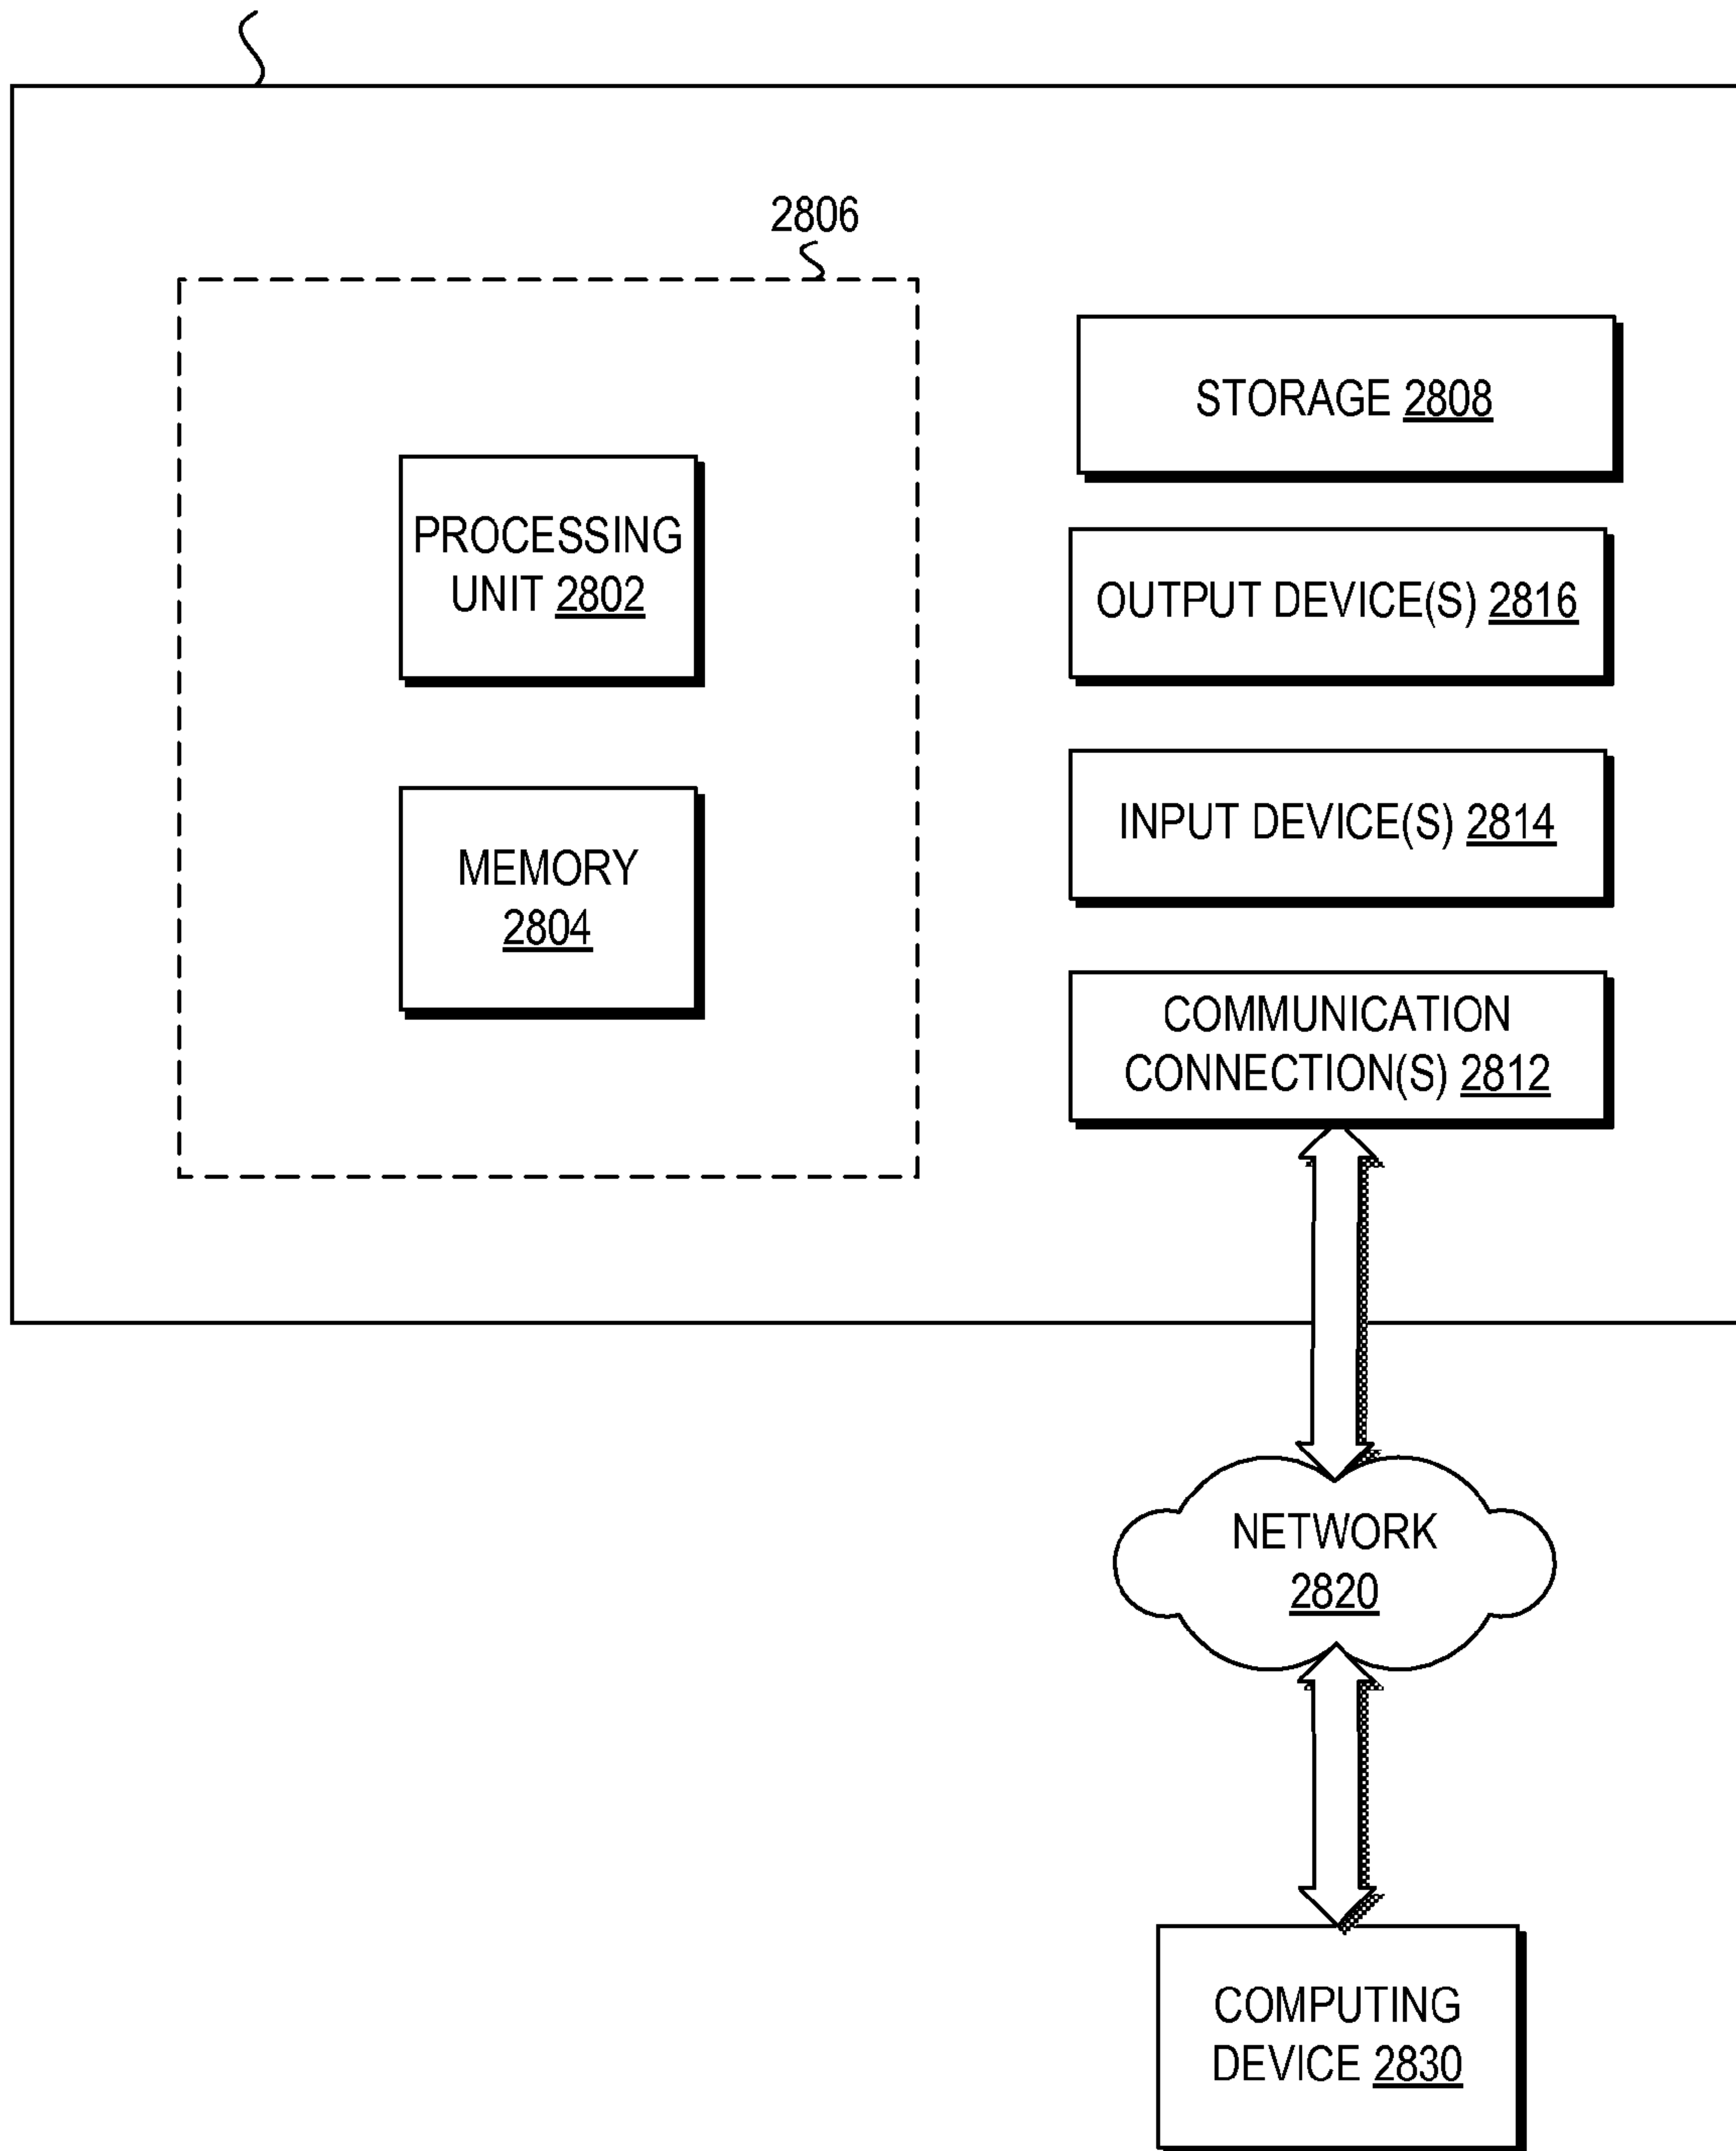 2806
PROCESSING
UNIT 2802
MEMORY
2804
STORAGE 2808
OUTPUT DEVICE(S) 2816
INPUT DEVICE(S) 2814
COMMUNICATION
CONNECTION(S) 2812
NETWORK
2820
COMPUTING
DEVICE 2830